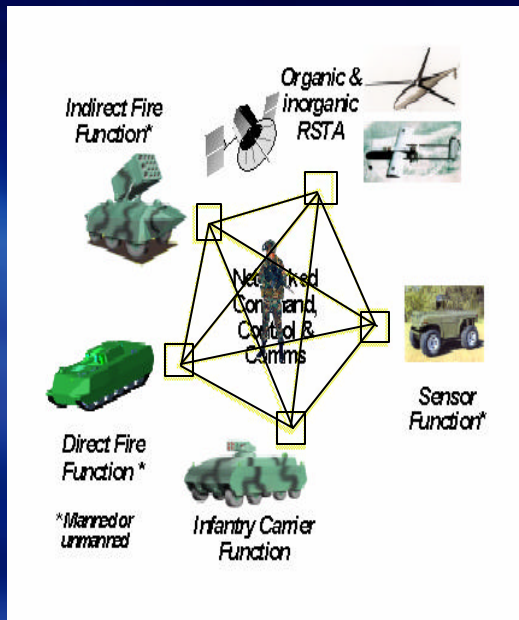 Organic &
inorganic
RSTA
Indirect Fire
Function*
Command,
Control &
Comms
Sensor
Function*
Direct Fire
Function *
*Manned or
unmanned
Infantry Carrier
Function